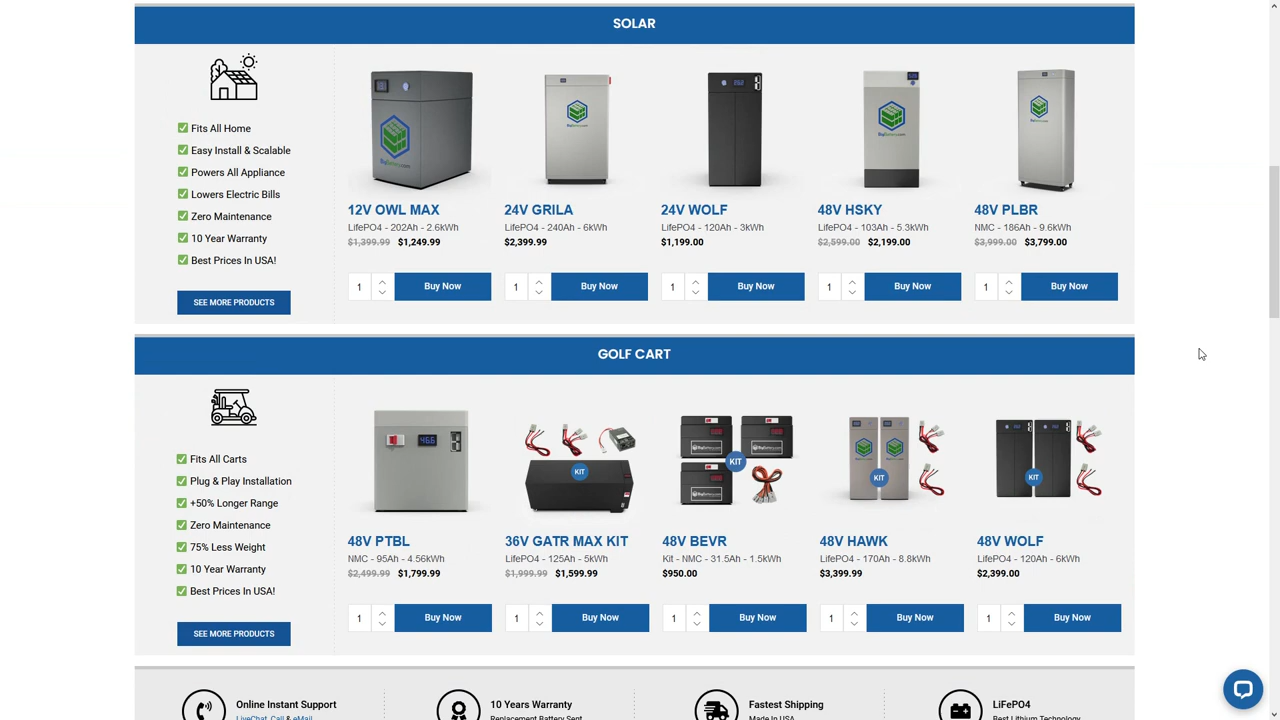 SOLAR
Fits All Home
Easy Install & Scalable
Powers All Appliance
Lowers Electric Bills
Zero Maintenance
10 Year Warranty
Best Prices In USA!
SEE MORE PRODUCTS
12V OWL MAX
LifePO4 - 202Ah - 2.6kWh
$1,399.99 $1,249.99
1 Buy Now
24V GRILA
LifePO4 - 240Ah - 6kWh
$2,399.99
1 Buy Now
24V WOLF
LifePO4 - 120Ah - 3kWh
$1,199.00
1 Buy Now
48V HSKY
LifePO4 - 103Ah - 5.3kWh
$2,599.00 $2,199.00
1 Buy Now
48V PLBR
NMC - 186Ah - 9.6kWh
$3,999.00 $3,799.00
1 Buy Now
GOLF CART
Fits All Carts
Plug & Play Installation
+50% Longer Range
Zero Maintenance
75% Less Weight
10 Year Warranty
Best Prices In USA!
SEE MORE PRODUCTS
48V PTBL
NMC - 95Ah - 4.56kWh
$2,499.99 $1,799.99
1 Buy Now
KIT
36V GATR MAX KIT
LifePO4 - 125Ah - 5kWh
$1,999.99 $1,599.99
1 Buy Now
KIT
48V BEVR
Kit - NMC - 31.5Ah - 1.5kWh
$950.00
1 Buy Now
KIT
48V HAWK
LifePO4 - 170Ah - 8.8kWh
$3,399.99
1 Buy Now
KIT
48V WOLF
LifePO4 - 120Ah - 6kWh
$2,399.00
1 Buy Now
Online Instant Support
LiveChat, Call & eMail
10 Years Warranty
Replacement Battery Sent
Fastest Shipping
Made In USA
LiFePO4
Best Lithium Technology